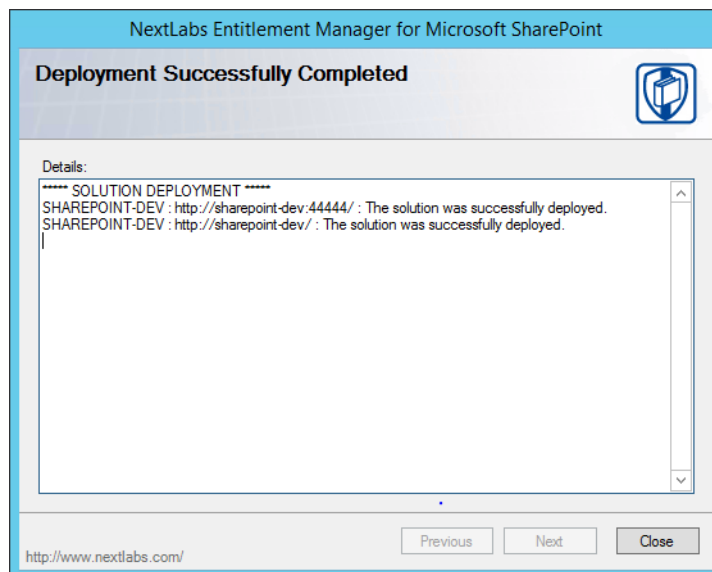 NextLabs Entitlement Manager for Microsoft SharePoint
Deployment Successfully Completed
Details:
***** SOLUTION DEPLOYMENT *****
SHAREPOINT-DEV : http://sharepoint-dev:44444/ : The solution was successfully deployed.
SHAREPOINT-DEV : http://sharepoint-dev/ : The solution was successfully deployed.
Previous
Next
Close
http://www.nextlabs.com/